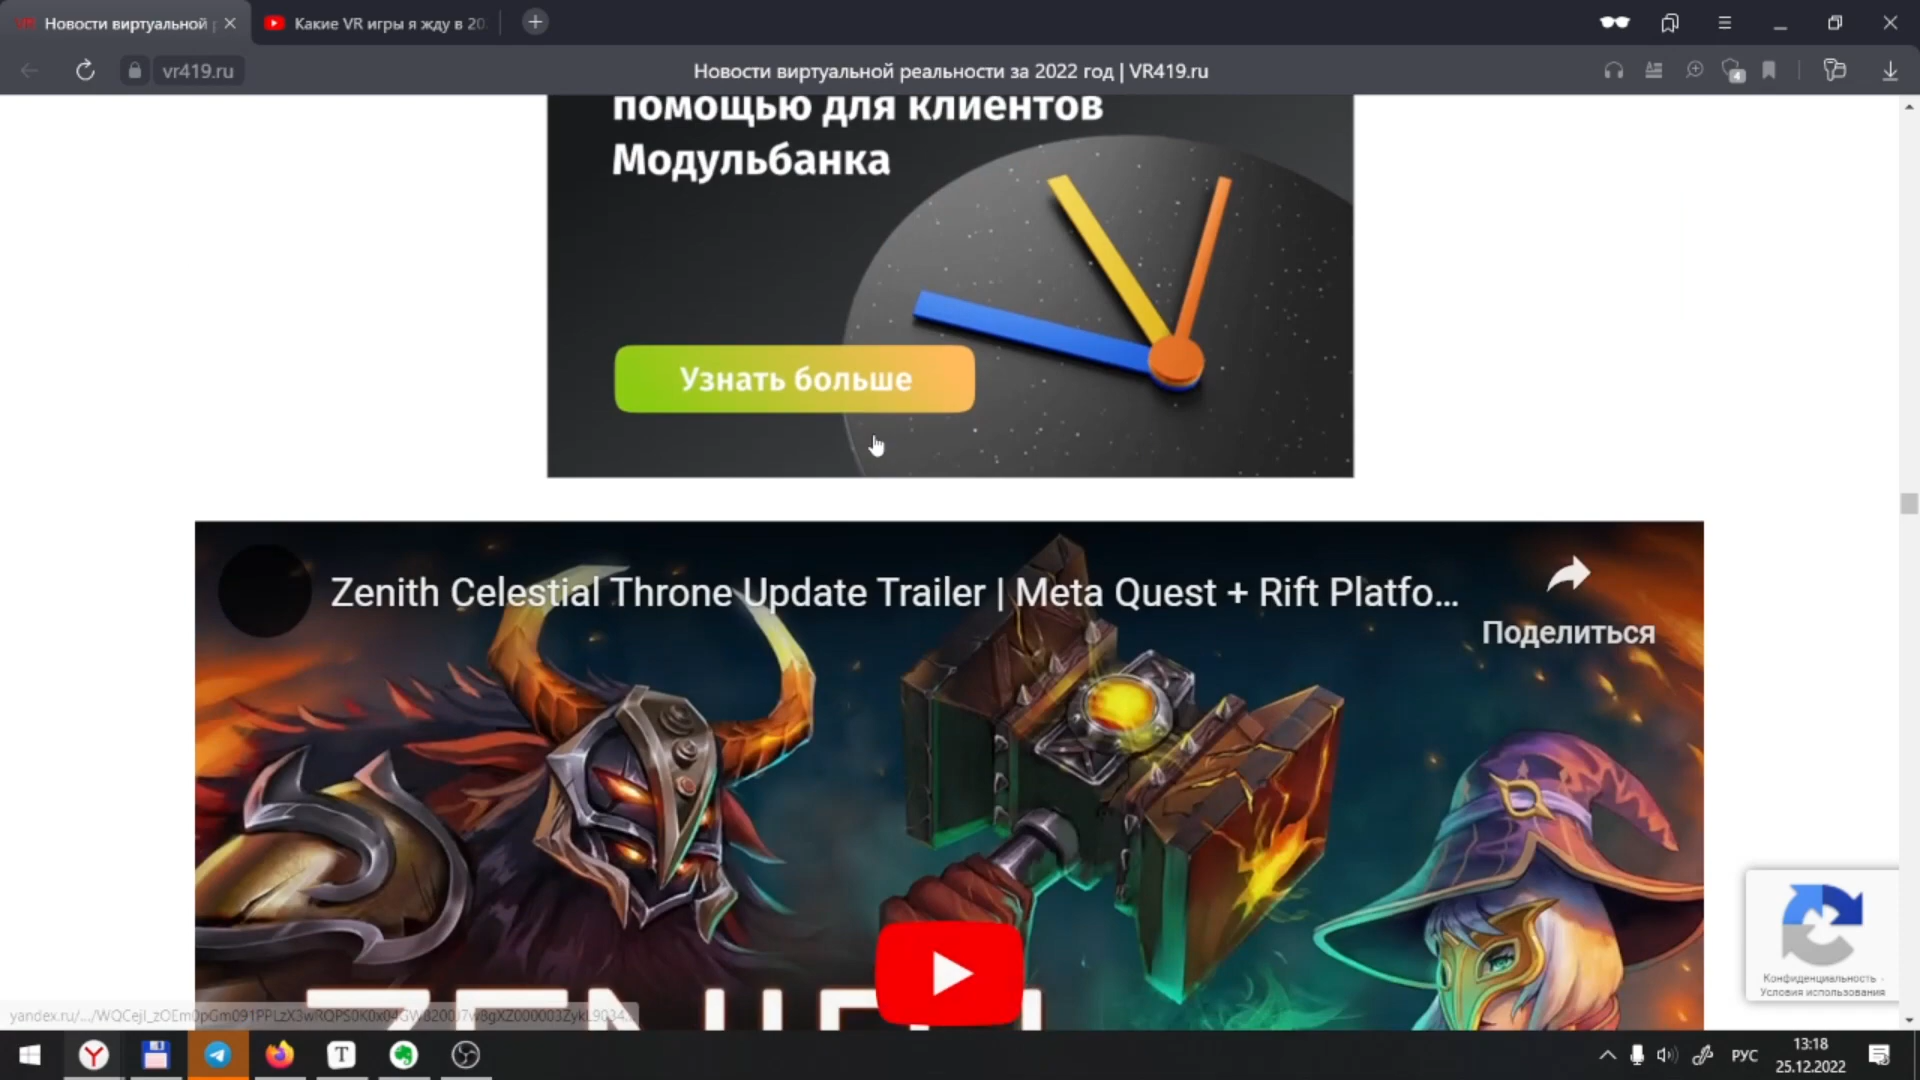 Новости виртуальной
Какие VR игры я жду в 20
vr419.ru
Новости виртуальной реальности за 2022 год | VR419.ru
4
помощью для клиентов
Модульбанка
Узнать больше
Zenith Celestial Throne Update Trailer | Meta Quest + Rift Platfo...
Поделиться
Конфиденциальность -
Условия использования
T
РУС
13:18
25.12.2022